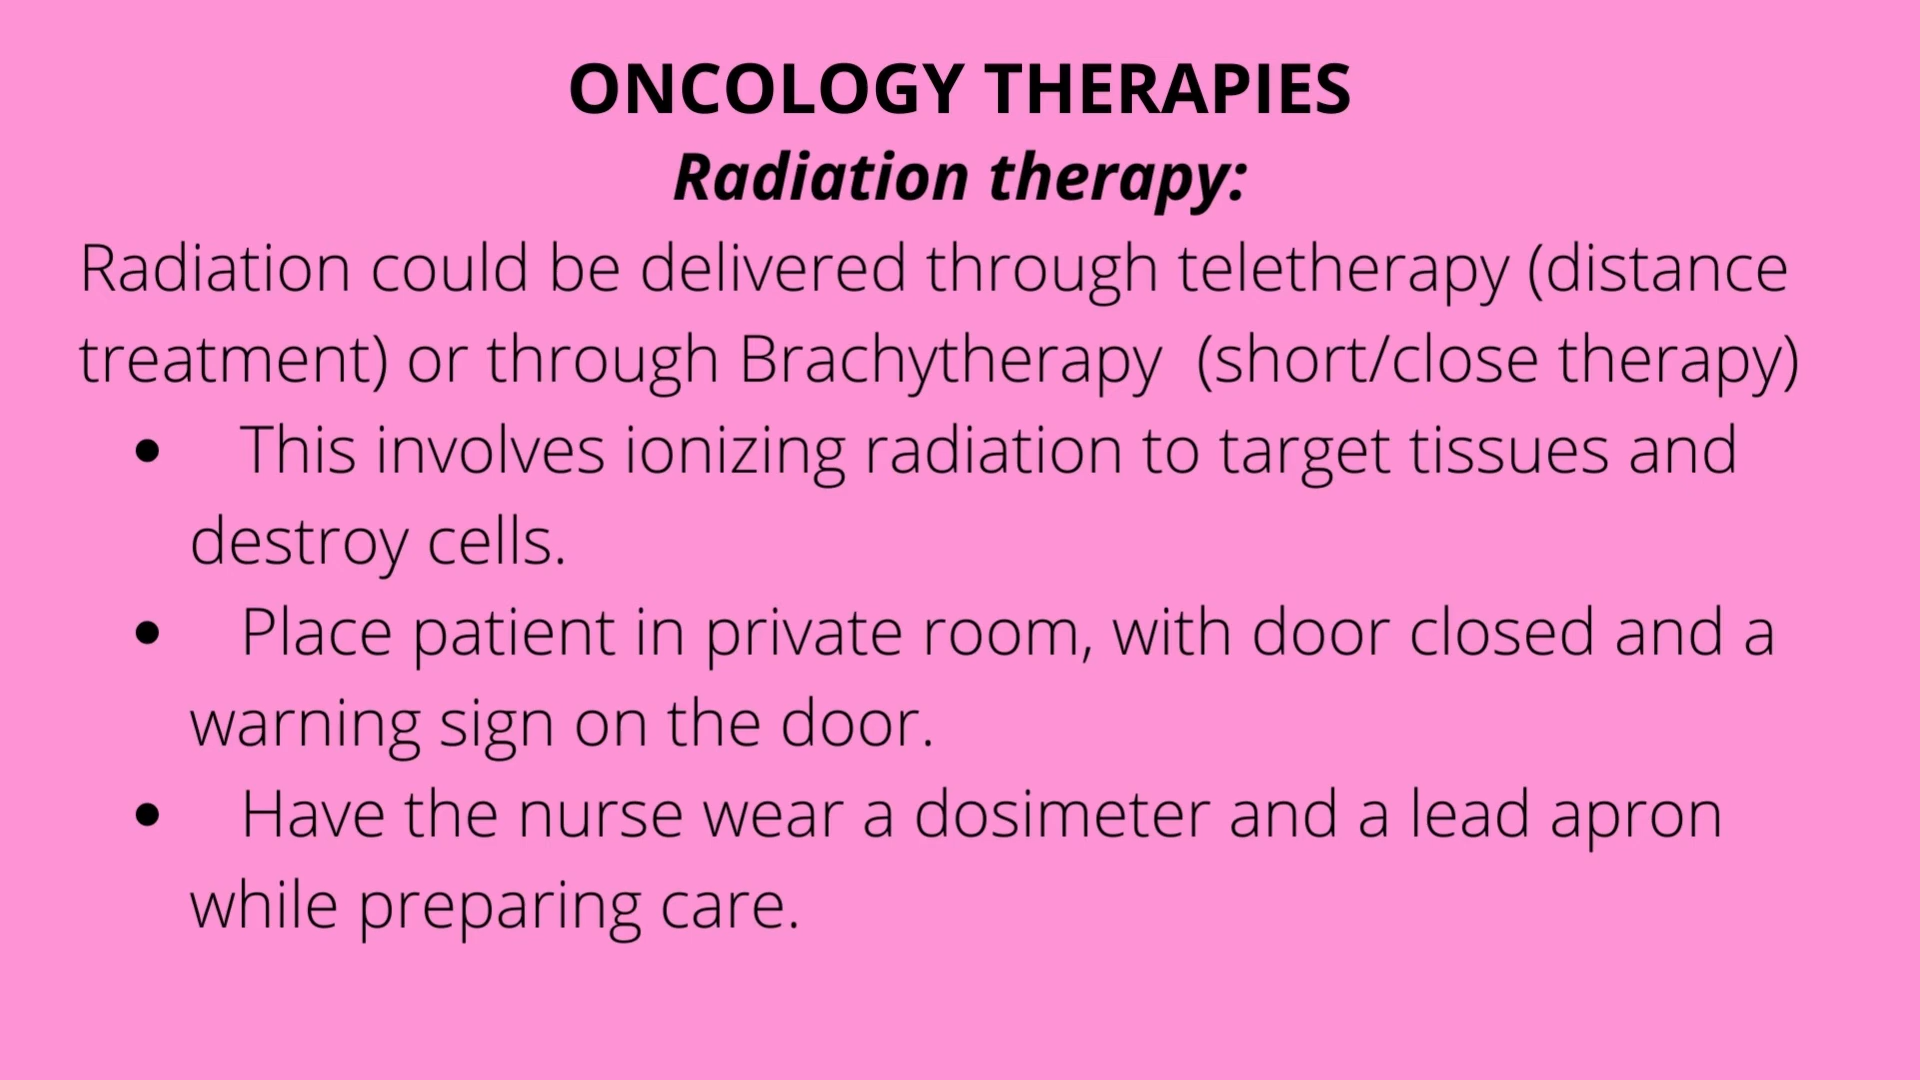 ONCOLOGY THERAPIES
Radiation therapy:
Radiation could be delivered through teletherapy (distance
treatment) or through Brachytherapy  (short/close therapy)
• This involves ionizing radiation to target tissues and
destroy cells.
• Place patient in private room, with door closed and a
warning sign on the door.
• Have the nurse wear a dosimeter and a lead apron
while preparing care.